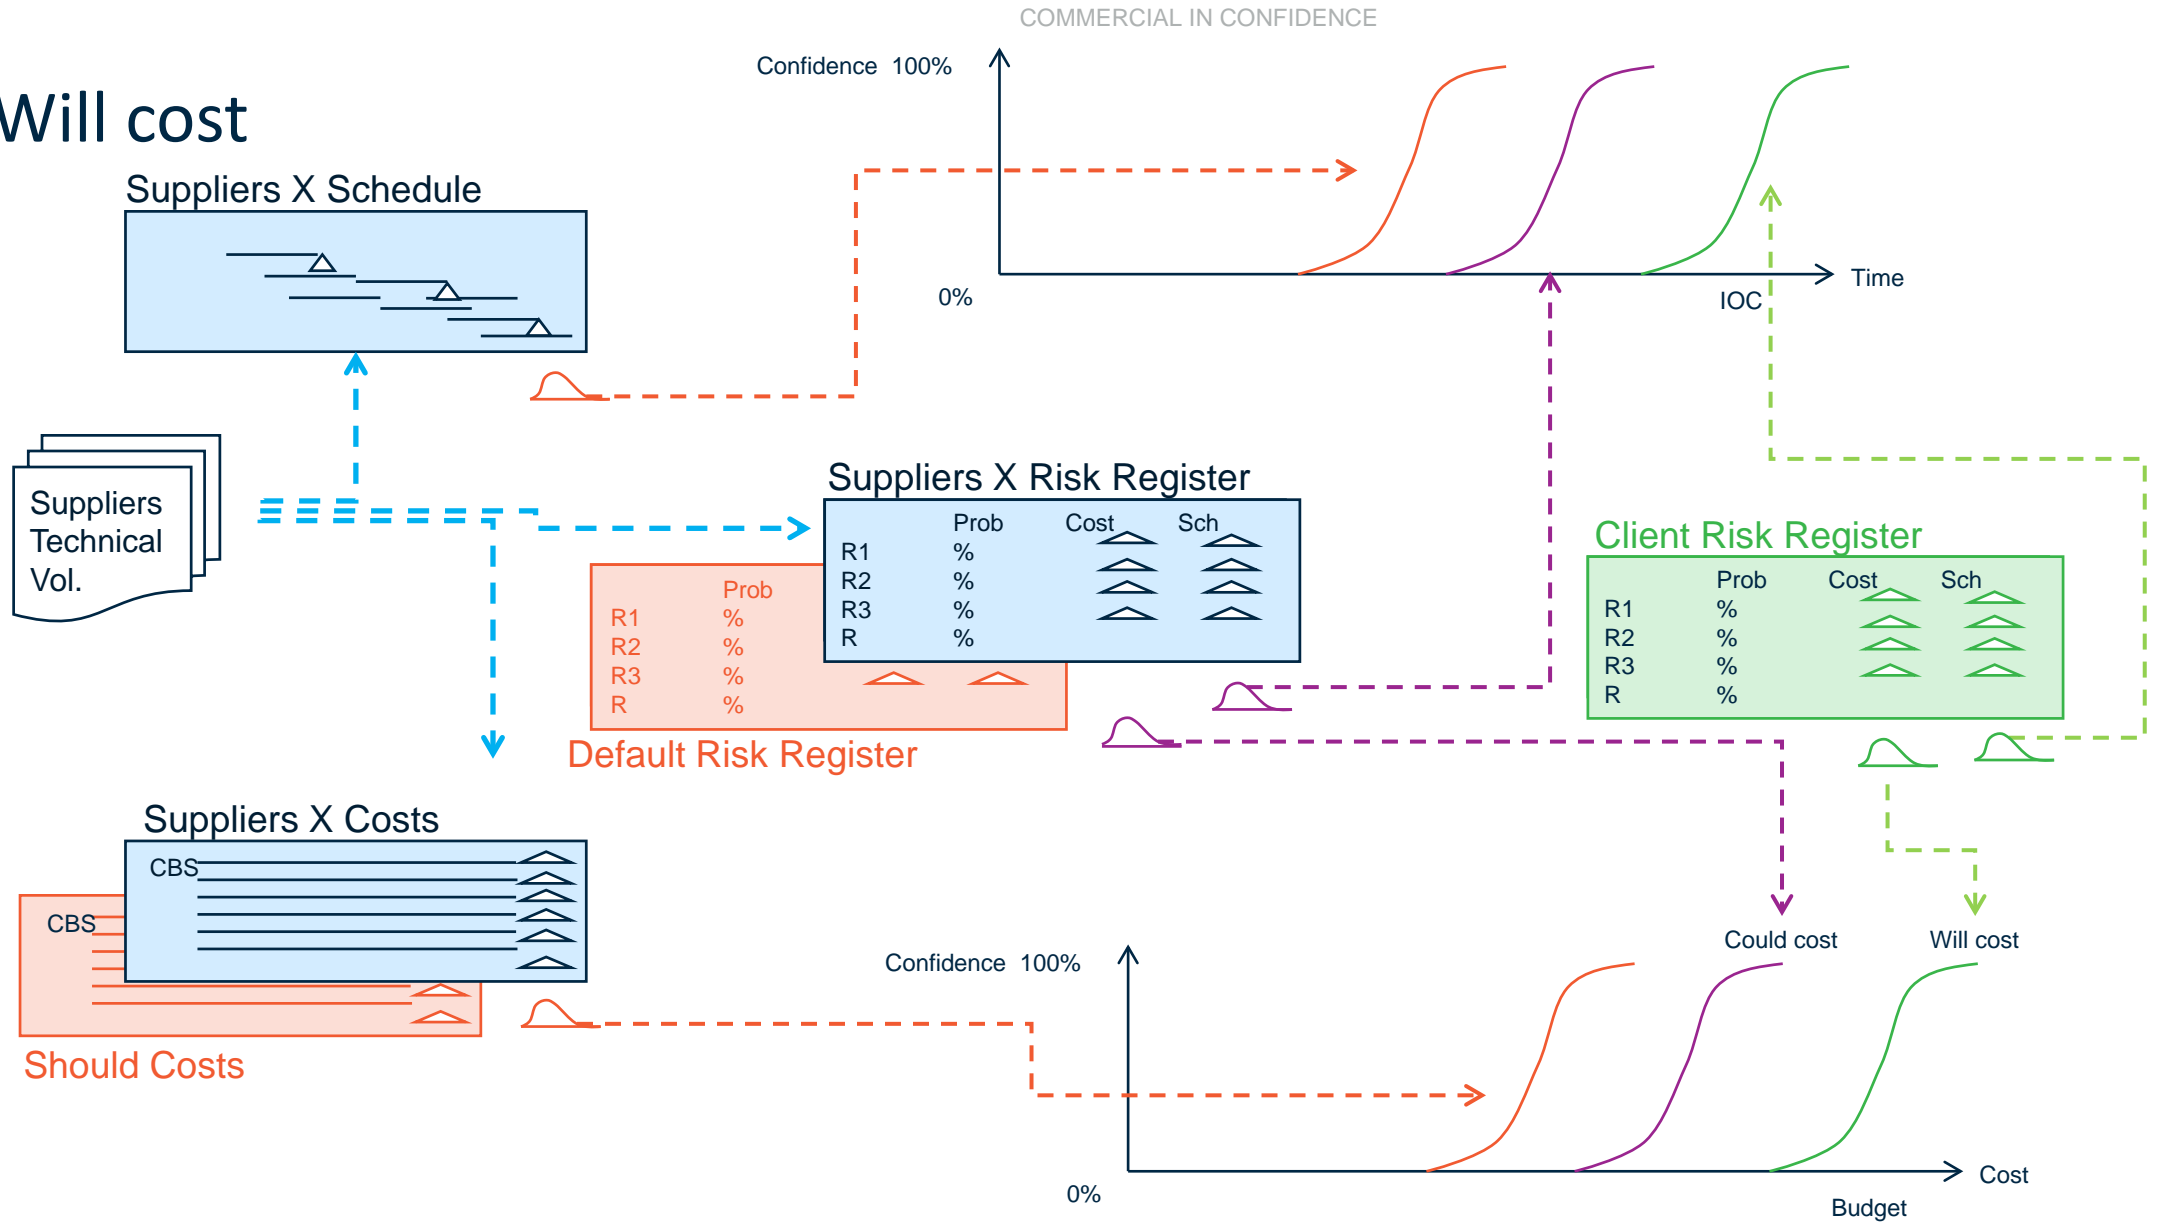 COMMERCIAL IN CONFIDENCE
Will cost
Confidence 100%
0%
IOC
Time
Suppliers X Schedule
Suppliers
Technical
Vol.
Suppliers X Risk Register
Prob Cost Sch
R1 %
R2 %
R3 %
R %
Prob
R1 %
R2 %
R3 %
R %
Default Risk Register
Client Risk Register
Prob Cost Sch
R1 %
R2 %
R3 %
R %
Suppliers X Costs
CBS
CBS
Should Costs
Could cost
Will cost
Confidence 100%
0%
Cost
Budget